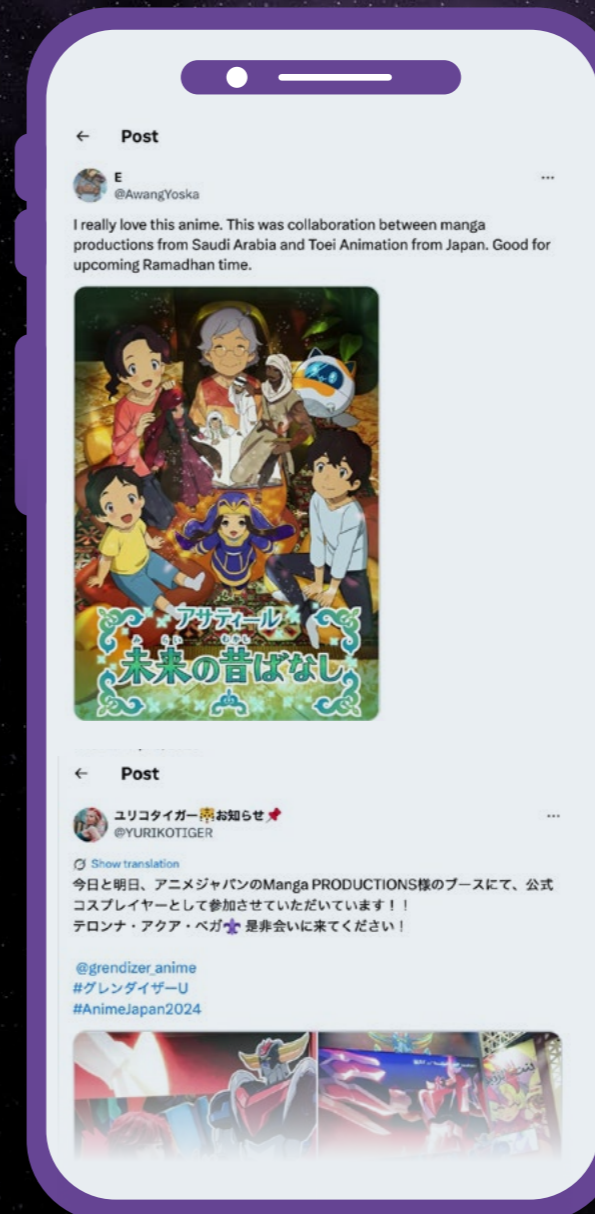 ← Post
E
@AwangYoska
I really love this anime. This was collaboration between manga
productions from Saudi Arabia and Toei Animation from Japan. Good for
upcoming Ramadhan time.
アサティール
み らい むかし
未来の昔ばなし
← Post
ユリコタイガー🐯お知らせ📌
@YURIKOTIGER
Show translation
今日と明日、アニメジャパンのManga PRODUCTIONS様のブースにて、公式
コスプレイヤーとして参加させていただいています！！
テロンナ・アクア・ベガ⚜ 是非会いに来てください！
@grendizer_anime
#グレンダイザーU
#AnimeJapan2024